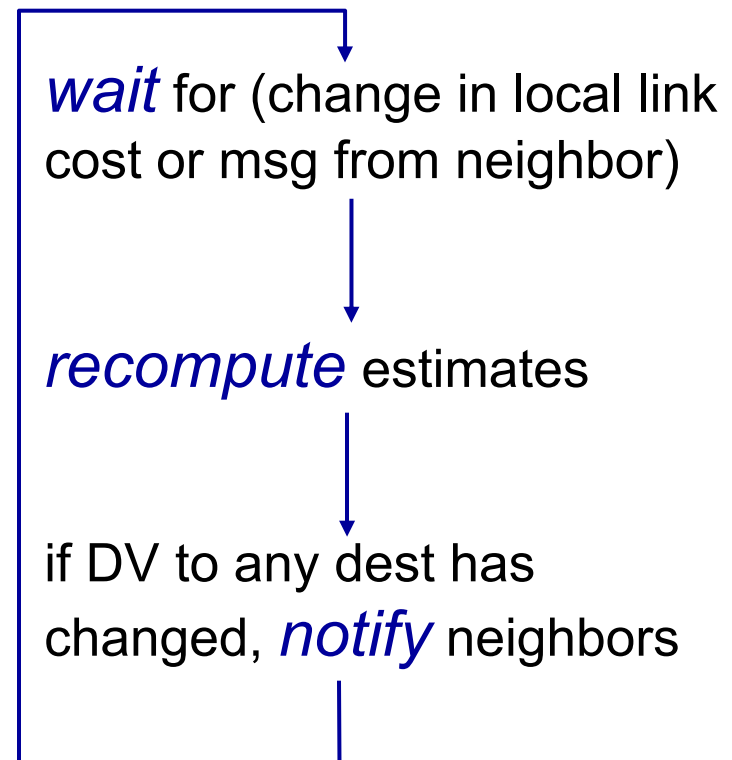 wait for (change in local link
cost or msg from neighbor)
recompute estimates
if DV to any dest has
changed, notify neighbors